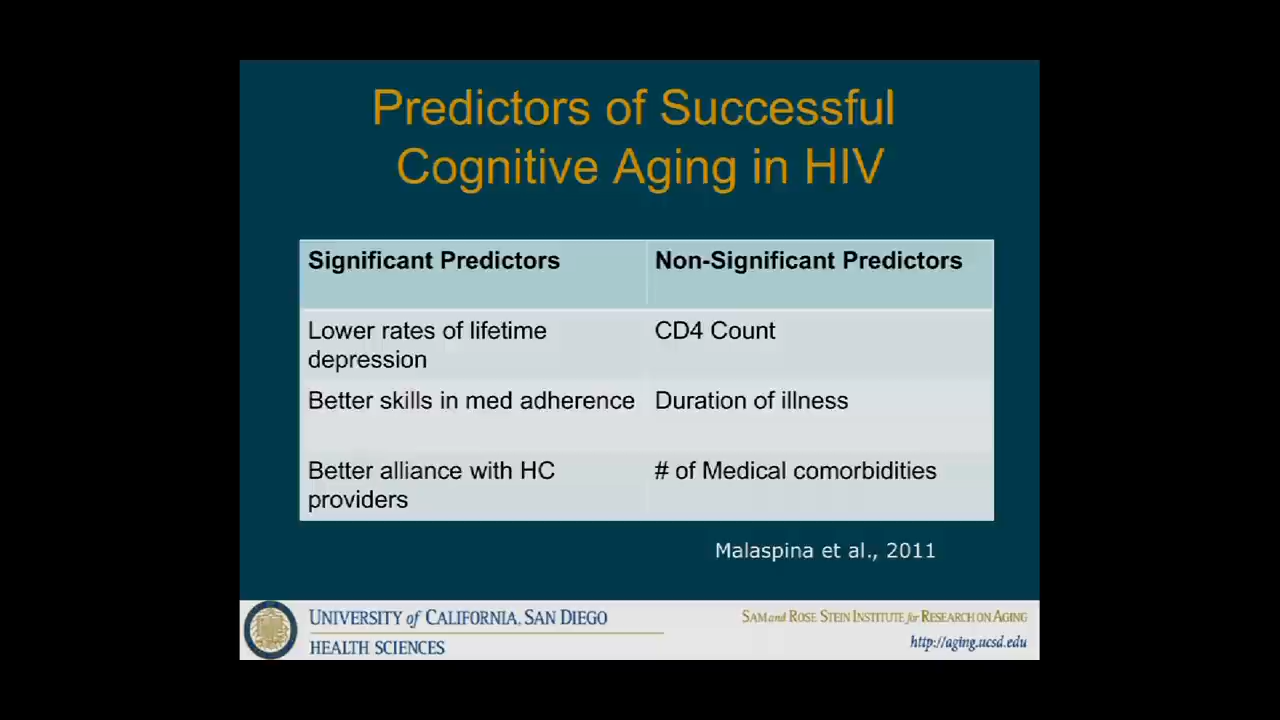 Predictors of Successful
Cognitive Aging in HIV
Significant Predictors
Non-Significant Predictors
Lower rates of lifetime
depression
CD4 Count
Better skills in med adherence
Duration of illness
Better alliance with HC
providers
# of Medical comorbidities
Malaspina et al., 2011
UNIVERSITY of CALIFORNIA, SAN DIEGO
HEALTH SCIENCES
SAM and ROSE STEIN INSTITUTE for RESEARCH ON AGING
http://aging.ucsd.edu